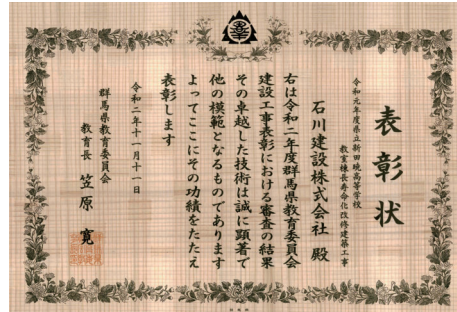 表彰状
令和元年度県立新田暁高等学校
教室棟長寿命化改修建築工事
石川建設株式会社 殿
右は令和二年度群馬県教育委員会
建設工事表彰における審査の結果
その卓越した技術は誠に顕著で
他の模範となるものであります
よってここにその功績をたたえ
表彰します
令和二年十一月十一日
群馬県教育委員会
教育長 笠原 寛